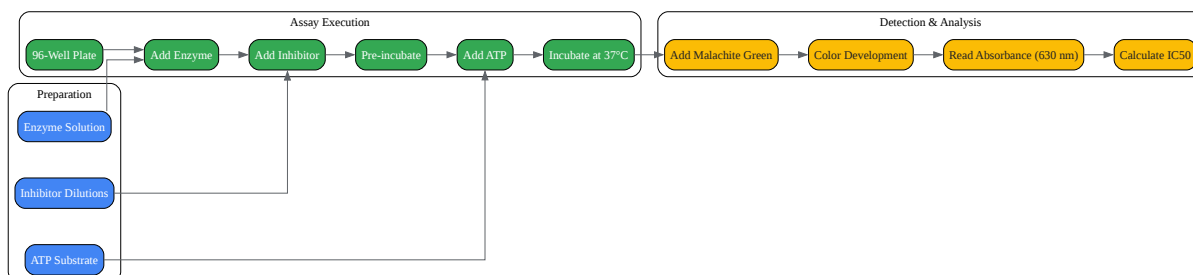 Assay Execution
96-Well Plate
Add Enzyme
Add Inhibitor
Pre-incubate
Add ATP
Incubate at 37°C
Detection & Analysis
Add Malachite Green
Color Development
Read Absorbance (630 nm)
Calculate IC50
Preparation
Enzyme Solution
Inhibitor Dilutions
ATP Substrate